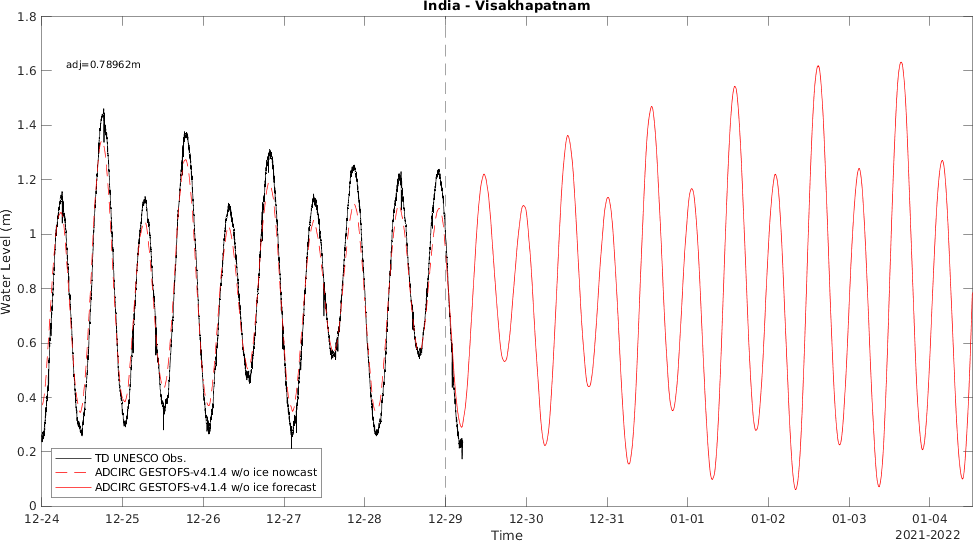 India - Visakhapatnam
1.8
1.6
1.4
1.2
1
0.8
0.6
0.4
0.2
0
Water Level (m)
adj=0.78962m
TD UNESCO Obs.
ADCIRC GESTOFS-v4.1.4 w/o ice nowcast
ADCIRC GESTOFS-v4.1.4 w/o ice forecast
12-24 12-25 12-26 12-27 12-28 12-29 12-30 12-31 01-01 01-02 01-03 01-04
Time
2021-2022